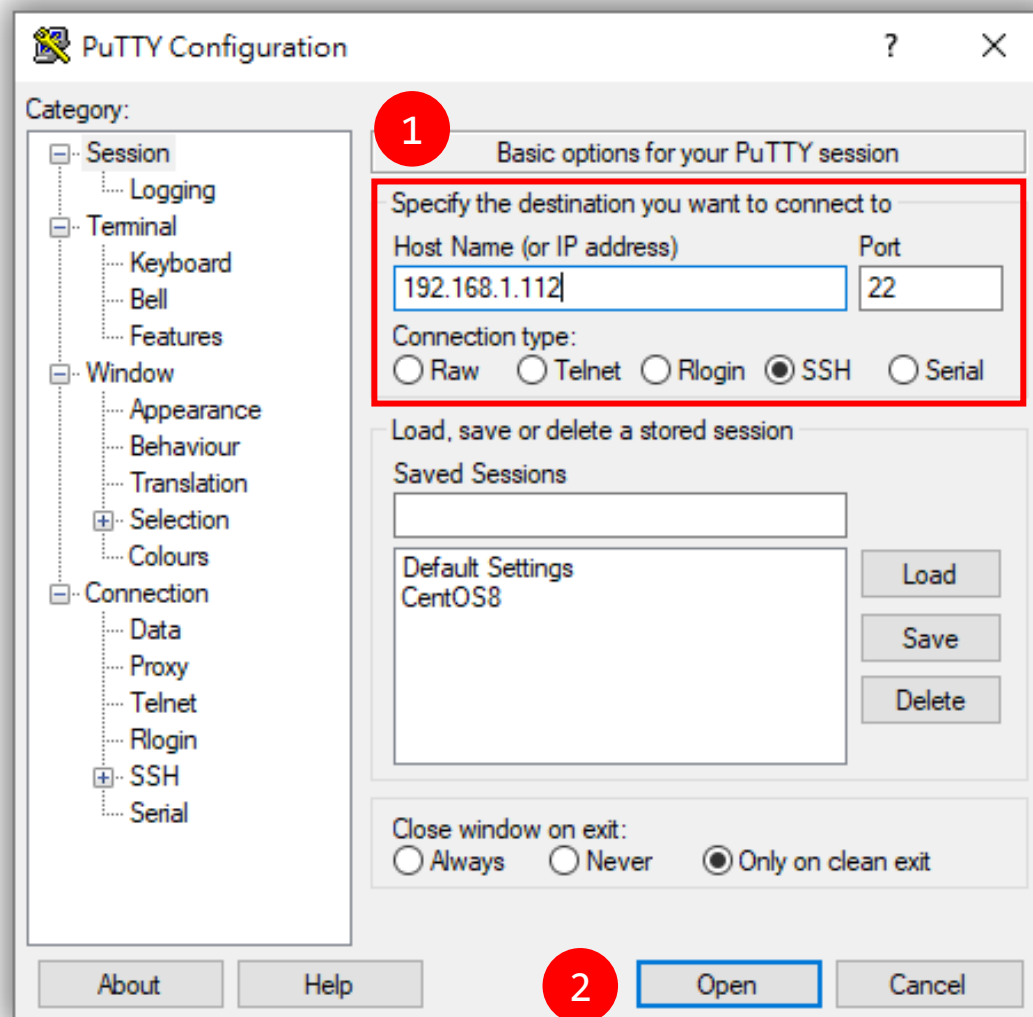 PuTTY Configuration
?
Category:
Session
Logging
Terminal
Keyboard
Bell
Features
Window
Appearance
Behaviour
Translation
Selection
Colours
Connection
Data
Proxy
Telnet
Rlogin
SSH
Serial
1
Basic options for your PuTTY session
Specify the destination you want to connect to
Host Name (or IP address) Port
192.168.1.112 22
Connection type:
Raw Telnet Rlogin SSH Serial
Load, save or delete a stored session
Saved Sessions
Default Settings
CentOS8
Load
Save
Delete
Close window on exit:
Always Never Only on clean exit
About Help 2 Open Cancel